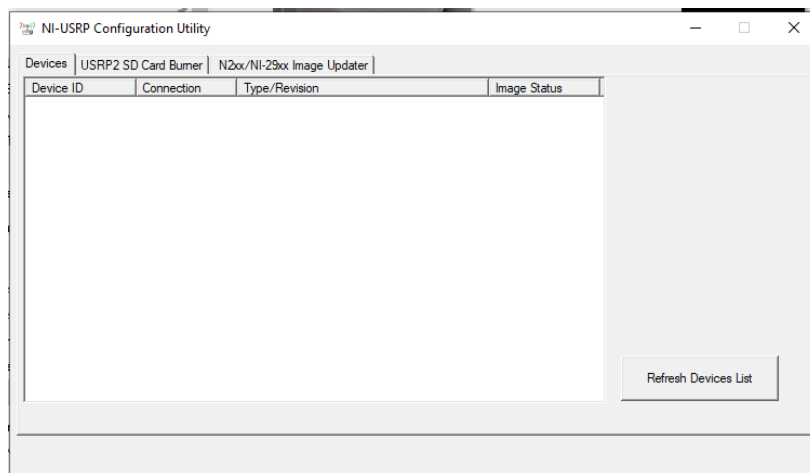 NI-USRP Configuration Utility
Devices USRP2 SD Card Burner N2xx/NI-29xx Image Updater
Device ID Connection Type/Revision Image Status
Refresh Devices List